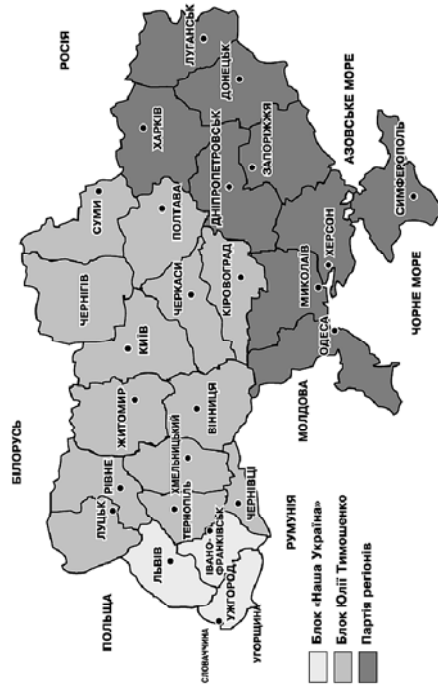 БІЛОРУСЬ
РОСІЯ
ПОЛЬЩА
СЛОВАЧЧИНА
УГОРЩИНА
РУМУНІЯ
МОЛДОВА
ЧОРНЕ МОРЕ
АЗОВСЬКЕ МОРЕ
ЛУЦЬК
РІВНЕ
ЖИТОМИР
КИЇВ
ЧЕРНІГІВ
СУМИ
ЛЬВІВ
ТЕРНОПІЛЬ
ХМЕЛЬНИЦЬКИЙ
ВІННИЦЯ
ЧЕРКАСИ
ПОЛТАВА
ХАРКІВ
ЛУГАНСЬК
УЖГОРОД
ІВАНО-
ФРАНКІВСЬК
ЧЕРНІВЦІ
КІРОВОГРАД
ДНІПРОПЕТРОВСЬК
ДОНЕЦЬК
ЗАПОРІЖЖЯ
ОДЕСА
МИКОЛАЇВ
ХЕРСОН
СИМФЕРОПОЛЬ
Блок «Наша Україна»
Блок Юлії Тимошенко
Партія регіонів